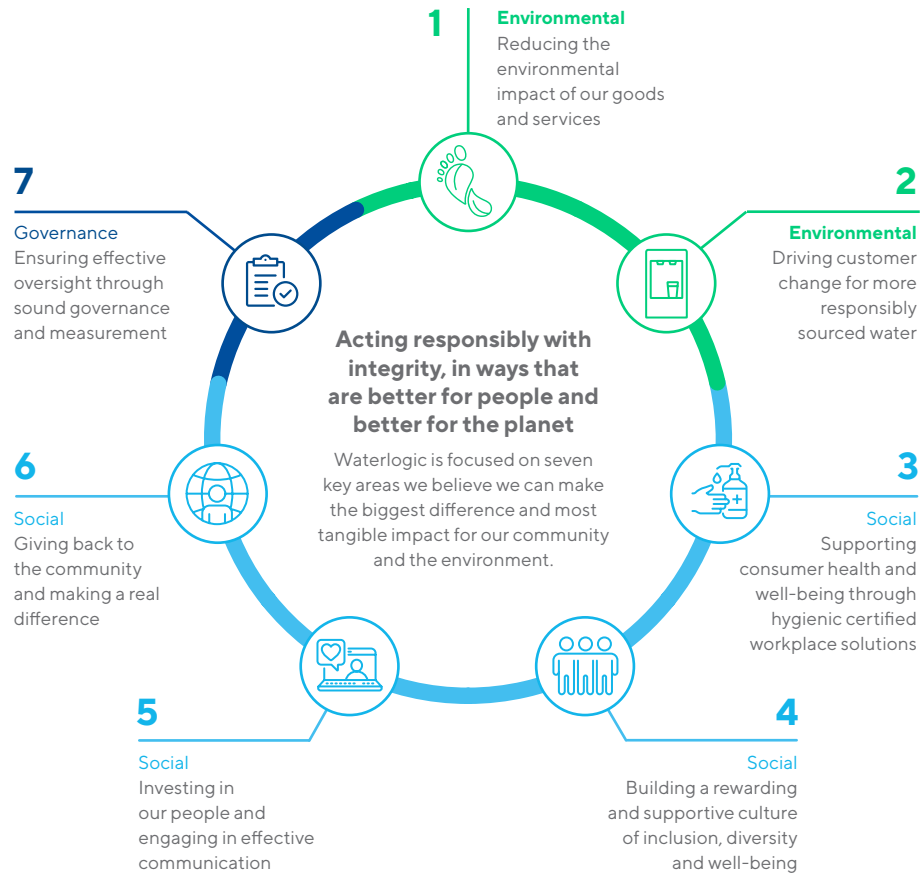 1
Environmental
Reducing the
environmental
impact of our goods
and services
2
Environmental
Driving customer
change for more
responsibly
sourced water
3
Social
Supporting
consumer health and
well-being through
hygienic certified
workplace solutions
4
Social
Building a rewarding
and supportive culture
of inclusion, diversity
and well-being
5
Social
Investing in
our people and
engaging in effective
communication
6
Social
Giving back to
the community
and making a real
difference
7
Governance
Ensuring effective
oversight through
sound governance
and measurement
Acting responsibly with
integrity, in ways that
are better for people and
better for the planet
Waterlogic is focused on seven
key areas we believe we can make
the biggest difference and most
tangible impact for our community
and the environment.